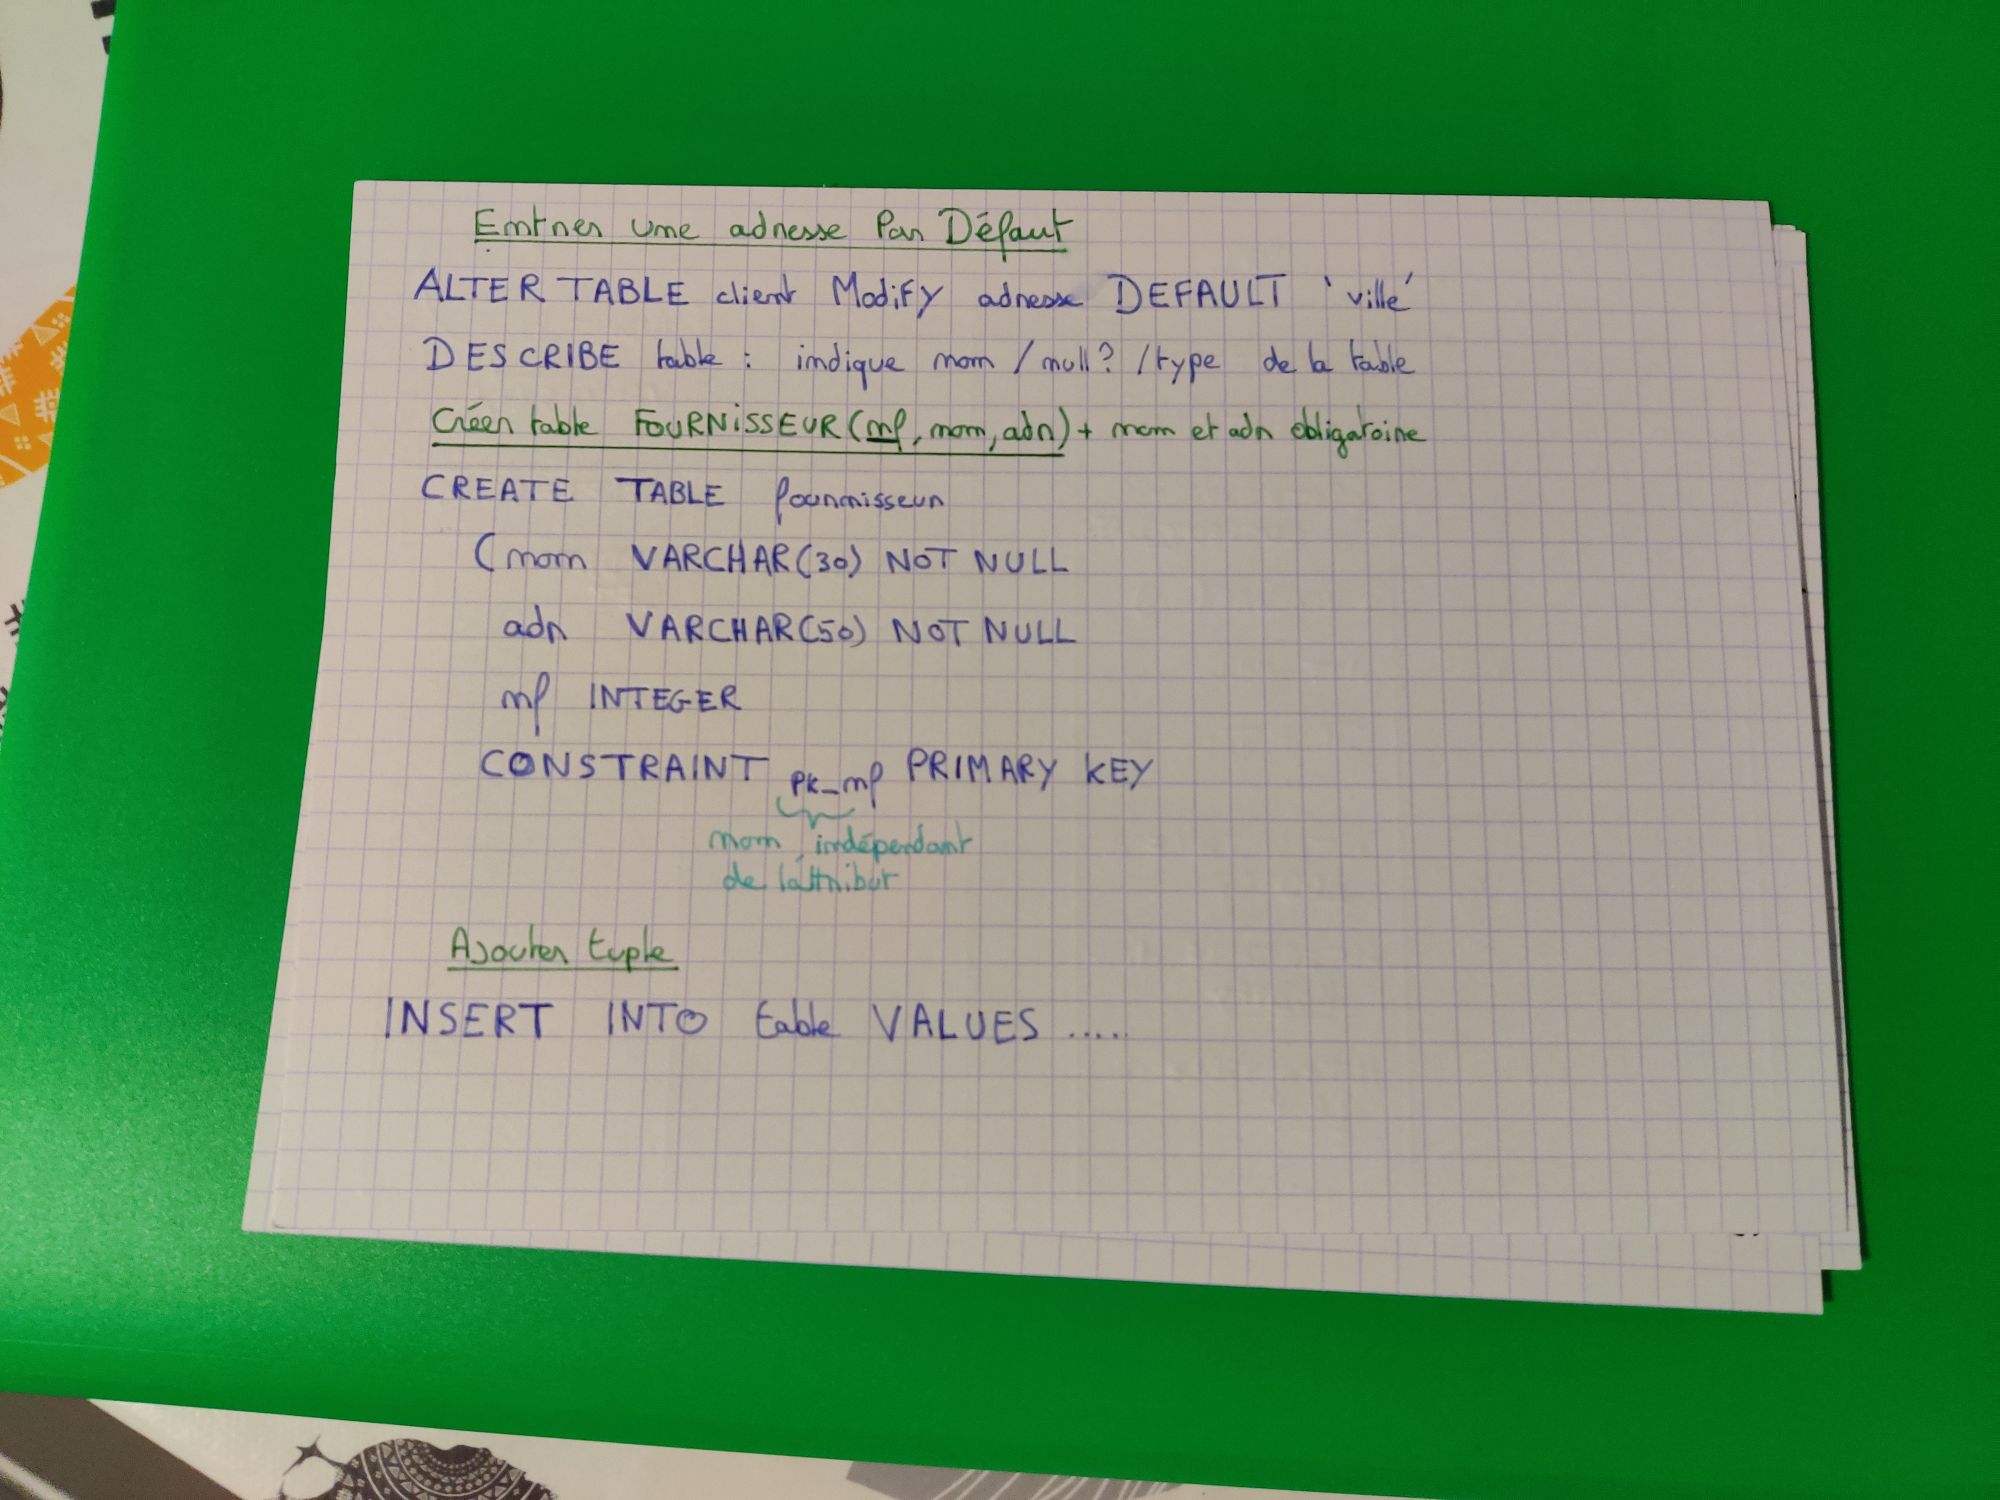 Entrer une adresse Par Défaut
ALTER TABLE client Modify adresse DEFAULT 'ville'
DESCRIBE table : indique nom / null? / type de la table
Créer table FOURNISSEUR (nf, nom, adr) + nom et adr obligatoire
CREATE TABLE fournisseur
(nom VARCHAR(30) NOT NULL
adr VARCHAR(50) NOT NULL
nf INTEGER
CONSTRAINT PK_nf PRIMARY KEY
nom indépendant
de l'attribut
Ajouter tuple
INSERT INTO table VALUES .....